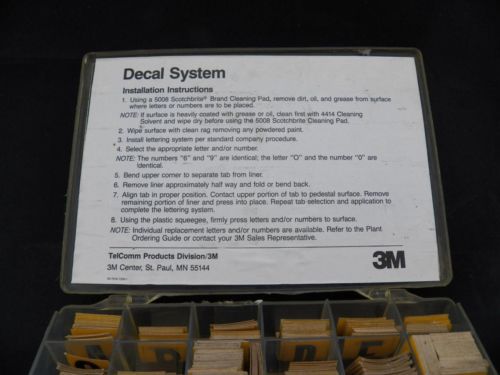 Decal System
Installation Instructions
1. Using a 5008 Scotchbrite® Brand Cleaning Pad, remove dirt, oil, and grease from surface
where letters or numbers are to be placed.
NOTE: If surface is heavily coated with grease or oil, clean first with 4414 Cleaning
Solvent and wipe dry before using the 5008 Scotchbrite Cleaning Pad.
2. Wipe surface with clean rag removing any powdered paint.
3. Install lettering system per standard company procedure.
4. Select the appropriate letter and/or number.
NOTE: The numbers "6" and "9" are identical; the letter "O" and the number "0" are
identical.
5. Bend upper corner to separate tab from liner.
6. Remove liner approximately half way and fold or bend back.
7. Align tab in proper position. Contact upper portion of tab to pedestal surface. Remove
remaining portion of liner and press into place. Repeat tab selection and application to
complete the lettering system.
8. Using the plastic squeegee, firmly press letters and/or numbers to surface.
NOTE: Individual replacement letters and/or numbers are available. Refer to the Plant
Ordering Guide or contact your 3M Sales Representative.
TelComm Products Division/3M
3M Center, St. Paul, MN 55144
3M